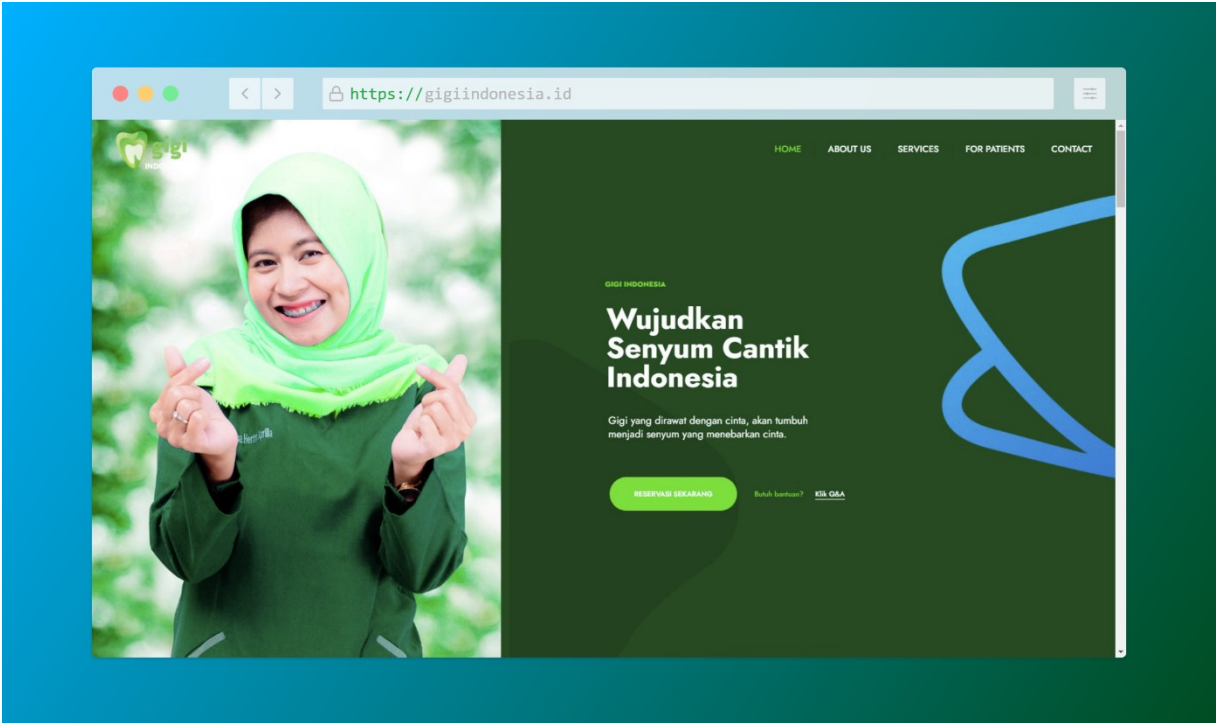 https://gigiindonesia.id
gigi
HOME ABOUT US SERVICES FOR PATIENTS CONTACT
GIGI INDONESIA
Wujudkan
Senyum Cantik
Indonesia
Gigi yang dirawat dengan cinta, akan tumbuh
menjadi senyum yang menebarkan cinta.
RESERVASI SEKARANG Butuh bantuan? Klik Q&A